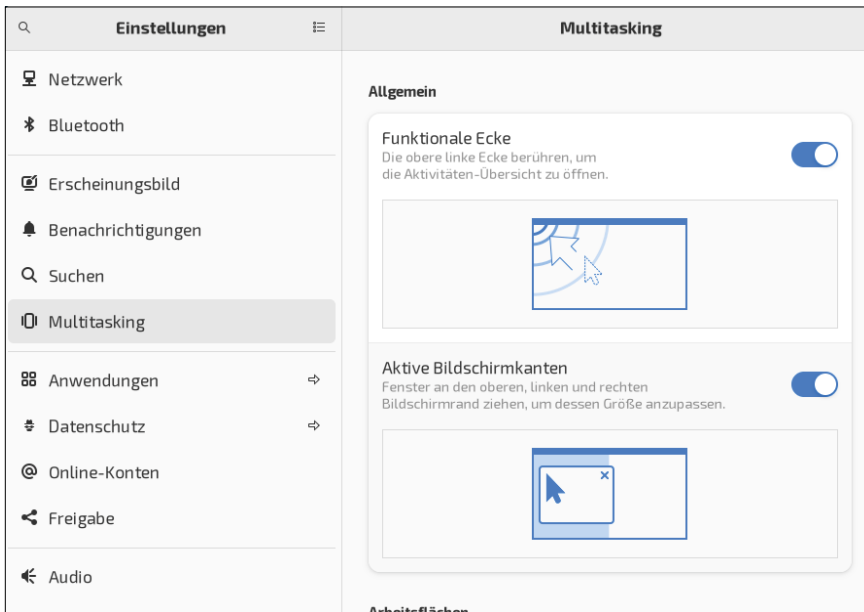 Einstellungen
Netzwerk
Bluetooth
Erscheinungsbild
Benachrichtigungen
Suchen
Multitasking
Anwendungen
Datenschutz
Online-Konten
Freigabe
Audio
Multitasking
Allgemein
Funktionale Ecke
Die obere linke Ecke berühren, um
die Aktivitäten-Übersicht zu öffnen.
Aktive Bildschirmkanten
Fenster an den oberen, linken und rechten
Bildschirmrand ziehen, um dessen Größe anzupassen.
Arbeitsflächen